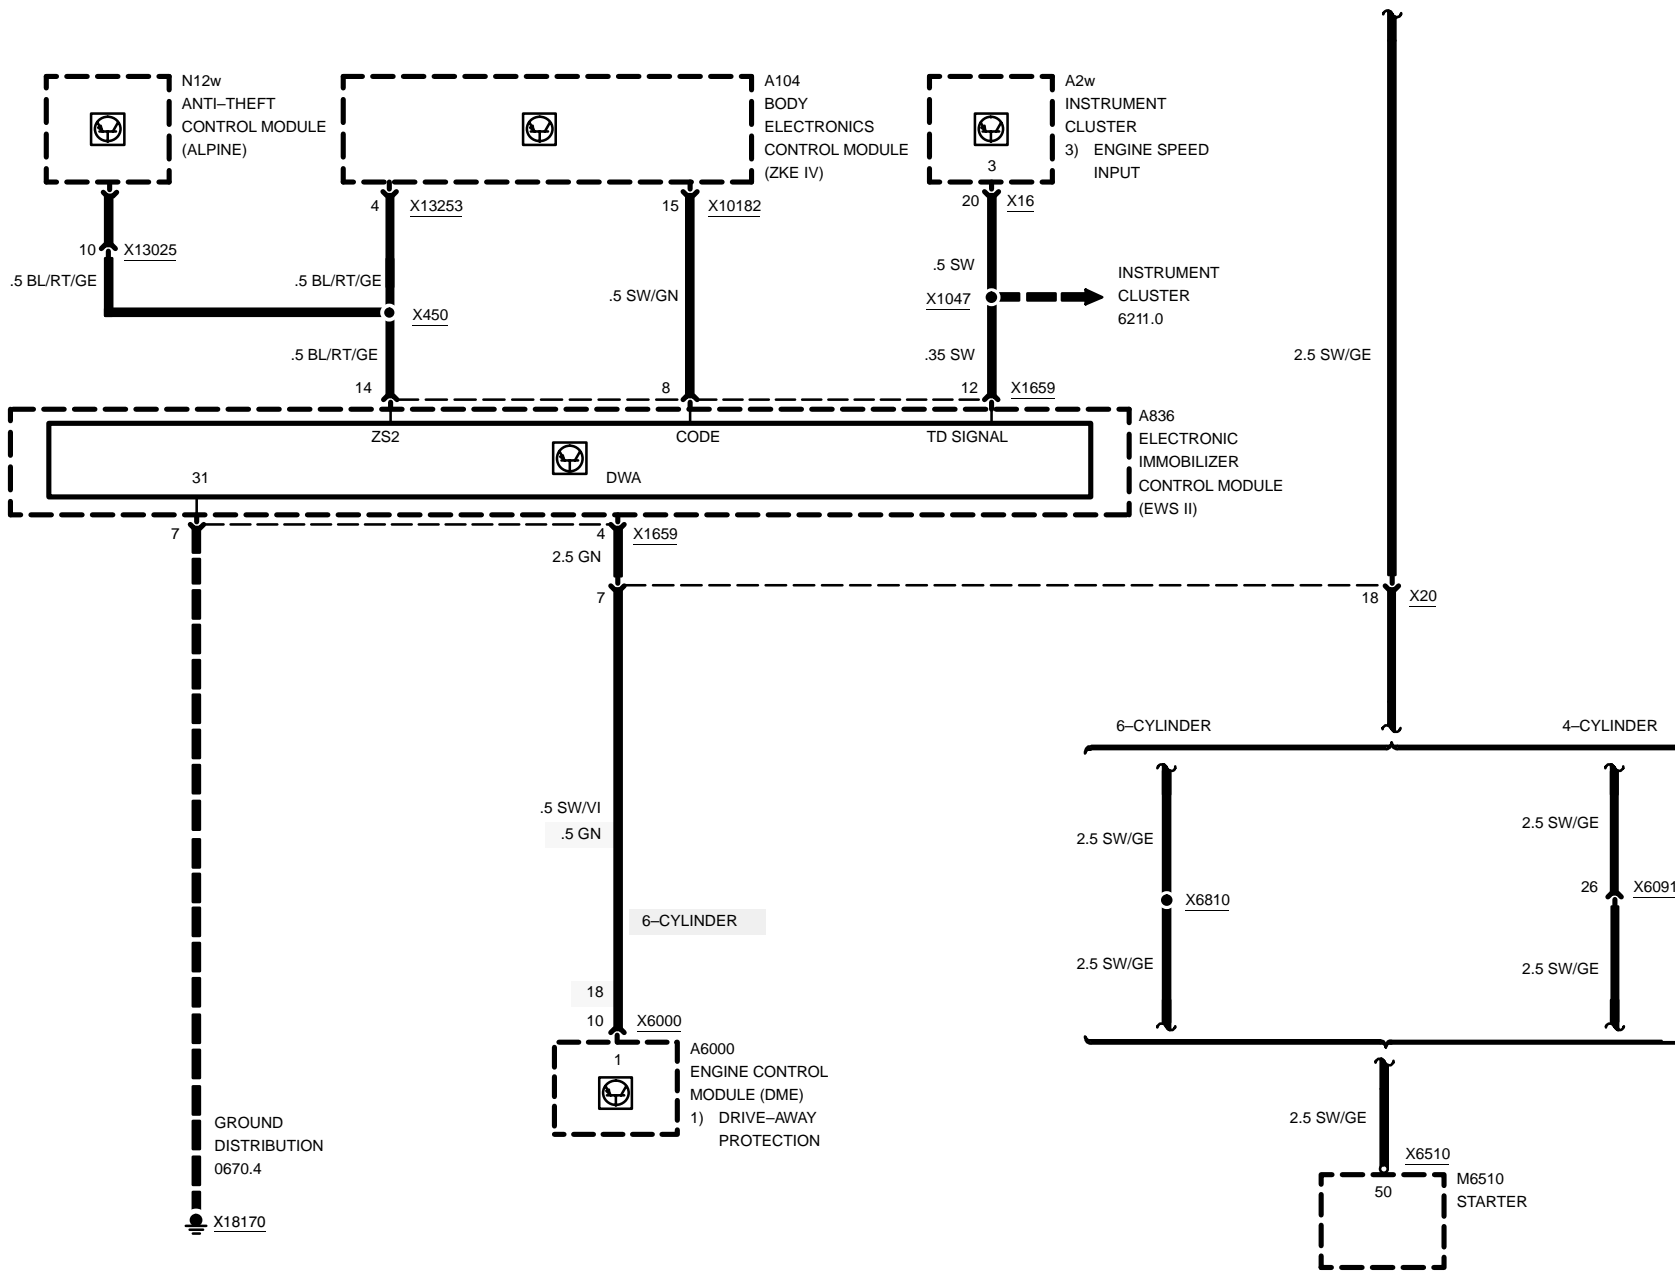 N12w
ANTI–THEFT
CONTROL MODULE
(ALPINE)
A104
BODY
ELECTRONICS
CONTROL MODULE
(ZKE IV)
A2w
INSTRUMENT
CLUSTER
3) ENGINE SPEED
INPUT
3
4 X13253
15 X10182
20 X16
10 X13025
.5 BL/RT/GE
.5 BL/RT/GE
.5 SW/GN
.5 SW
X1047
INSTRUMENT
CLUSTER
6211.0
X450
.5 BL/RT/GE
.35 SW
2.5 SW/GE
14
8
12 X1659
ZS2
CODE
TD SIGNAL
31
DWA
A836
ELECTRONIC
IMMOBILIZER
CONTROL MODULE
(EWS II)
7
4 X1659
2.5 GN
7
18 X20
6–CYLINDER
4–CYLINDER
.5 SW/VI
.5 GN
2.5 SW/GE
2.5 SW/GE
26 X6091
X6810
6–CYLINDER
2.5 SW/GE
2.5 SW/GE
18
10 X6000
1
A6000
ENGINE CONTROL
MODULE (DME)
1) DRIVE–AWAY
PROTECTION
GROUND
DISTRIBUTION
0670.4
X18170
2.5 SW/GE
X6510
50
M6510
STARTER